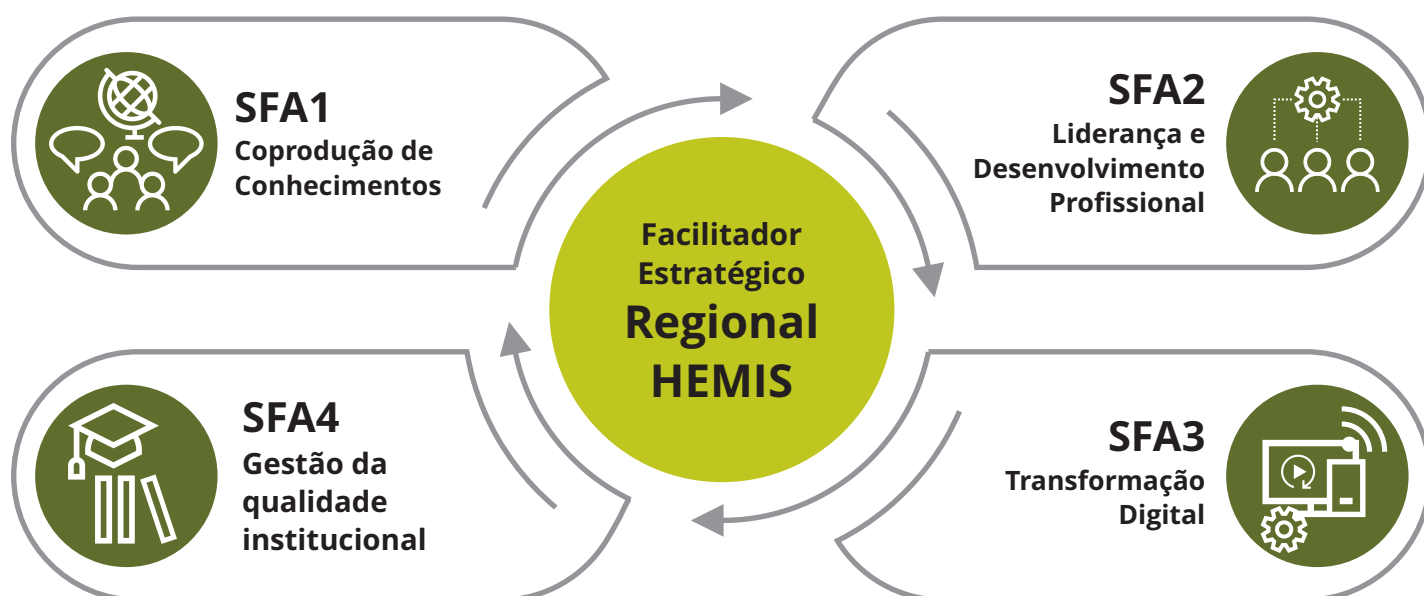 SFA1
Coprodução de
Conhecimentos
SFA2
Liderança e
Desenvolvimento
Profissional
Facilitador
Estratégico
Regional
HEMIS
SFA4
Gestão da
qualidade
institucional
SFA3
Transformação
Digital